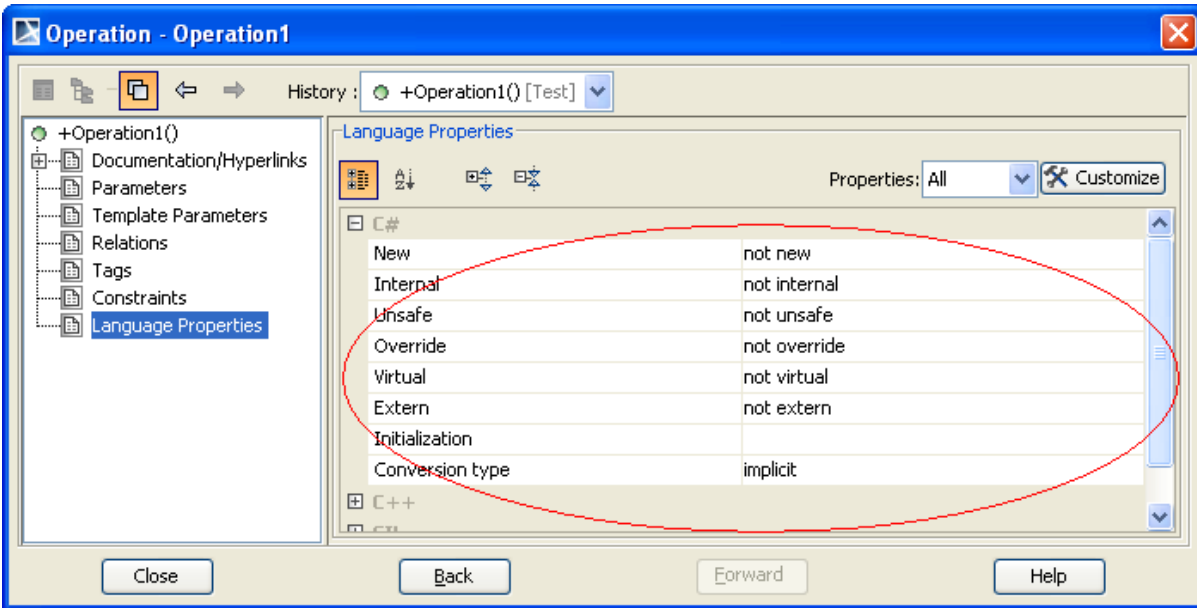 Operation - Operation1
History : +Operation1() [Test]
+Operation1()
Documentation/Hyperlinks
Parameters
Template Parameters
Relations
Tags
Constraints
Language Properties
Language Properties
Properties: All Customize
C#
New not new
Internal not internal
Unsafe not unsafe
Override not override
Virtual not virtual
Extern not extern
Initialization
Conversion type implicit
C++
Close Back Forward Help